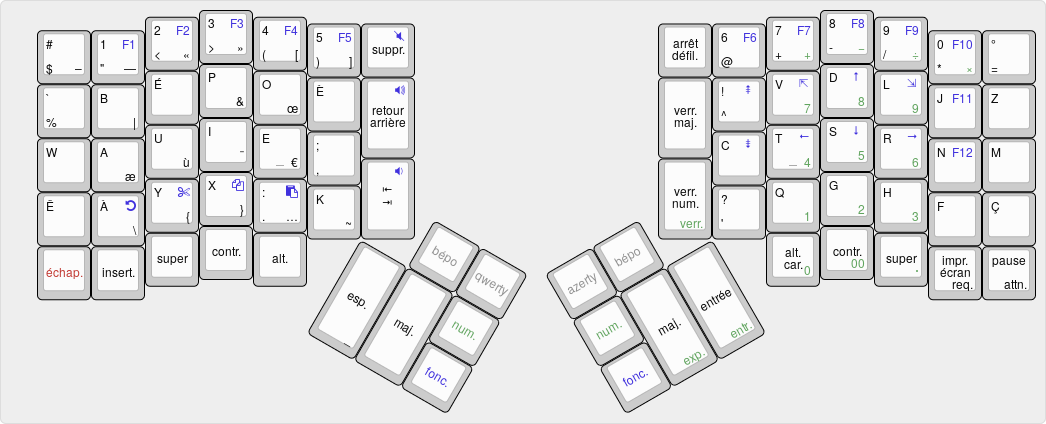 # $ –
1 F1 " —
2 F2 < «
3 F3 > »
4 F4 ( [
5 F5 ) ]
suppr.
` %
B |
É
P &
O œ
È
retour
arrière
W
A æ
U ù
I ¨
E _ €
; ,
⇤
⇥
Ê
À \
Y {
X }
: . …
K ~
échap.
insert.
super
contr.
alt.
bépo
qwerty
esp.
_
maj.
num.
fonc.
arrêt
défil.
6 F6 @
7 F7 + +
8 F8 - –
9 F9 / ÷
0 F10 * ×
° =
verr.
maj.
! ^
V ⇱ 7
D ↑ 8
L ⇲ 9
J F11
Z
verr.
num.
verr.
C ⇞
T ← _ 4
S ↓ 5
R → 6
N F12
M
? '
Q 1
G 2
H 3
F
Ç
alt.
car. 0
contr.
00
super .
impr.
écran
req.
pause
attn.
azerty
bépo
num.
maj.
exp.
entrée
entr.
fonc.